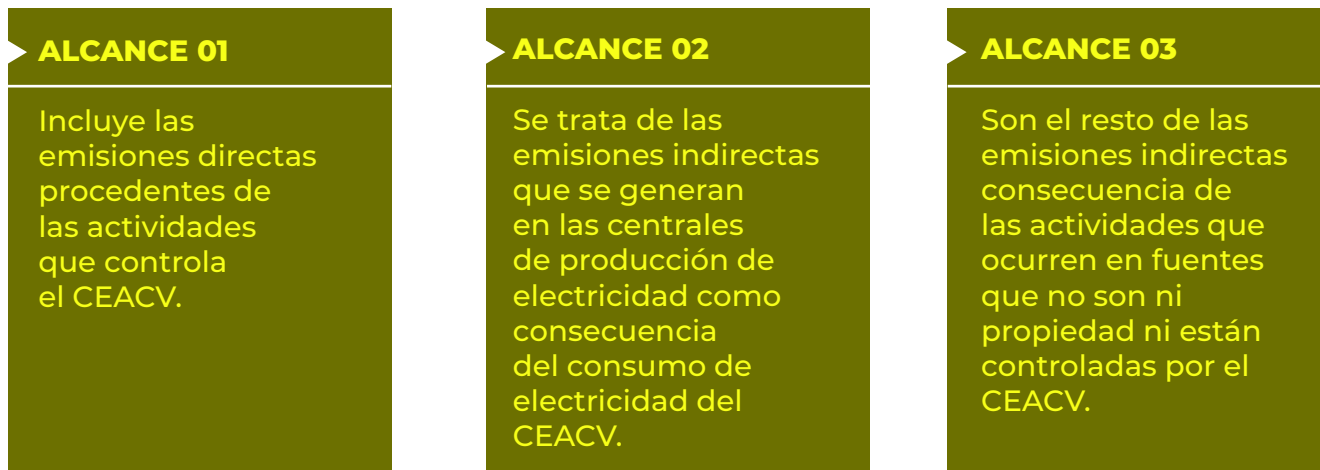 ALCANCE 01
Incluye las
emisiones directas
procedentes de
las actividades
que controla
el CEACV.
ALCANCE 02
Se trata de las
emisiones indirectas
que se generan
en las centrales
de producción de
electricidad como
consecuencia
del consumo de
electricidad del
CEACV.
ALCANCE 03
Son el resto de las
emisiones indirectas
consecuencia de
las actividades que
ocurren en fuentes
que no son ni
propiedad ni están
controladas por el
CEACV.